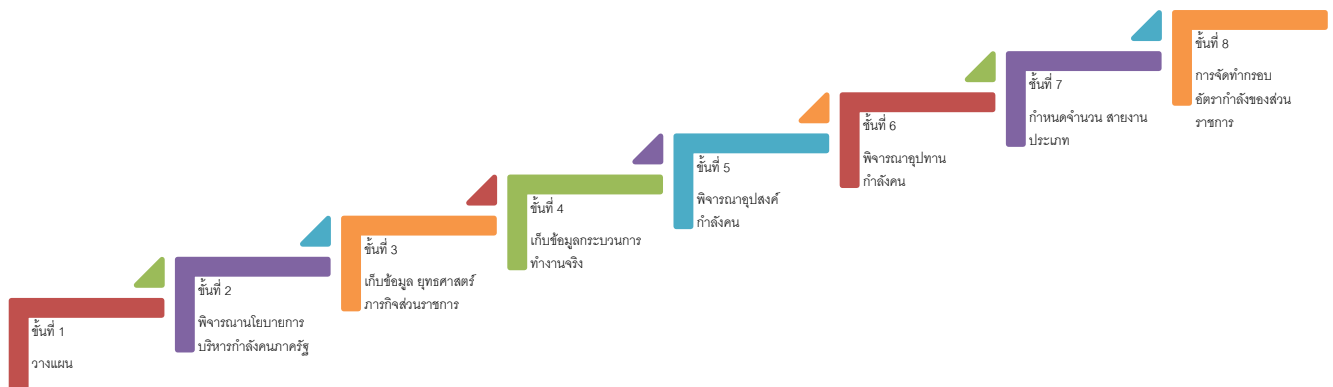 ขั้นที่ 1
วางแผน
ขั้นที่ 2
พิจารณานโยบายการ
บริหารกำลังคนภาครัฐ
ขั้นที่ 3
เก็บข้อมูล ยุทธศาสตร์
ภารกิจส่วนราชการ
ขั้นที่ 4
เก็บข้อมูลกระบวนการ
ทำงานจริง
ขั้นที่ 5
พิจารณาอุปสงค์
กำลังคน
ขั้นที่ 6
พิจารณาอุปทาน
กำลังคน
ขั้นที่ 7
กำหนดจำนวน สายงาน
ประเภท
ขั้นที่ 8
การจัดทำกรอบ
อัตรากำลังของส่วน
ราชการ